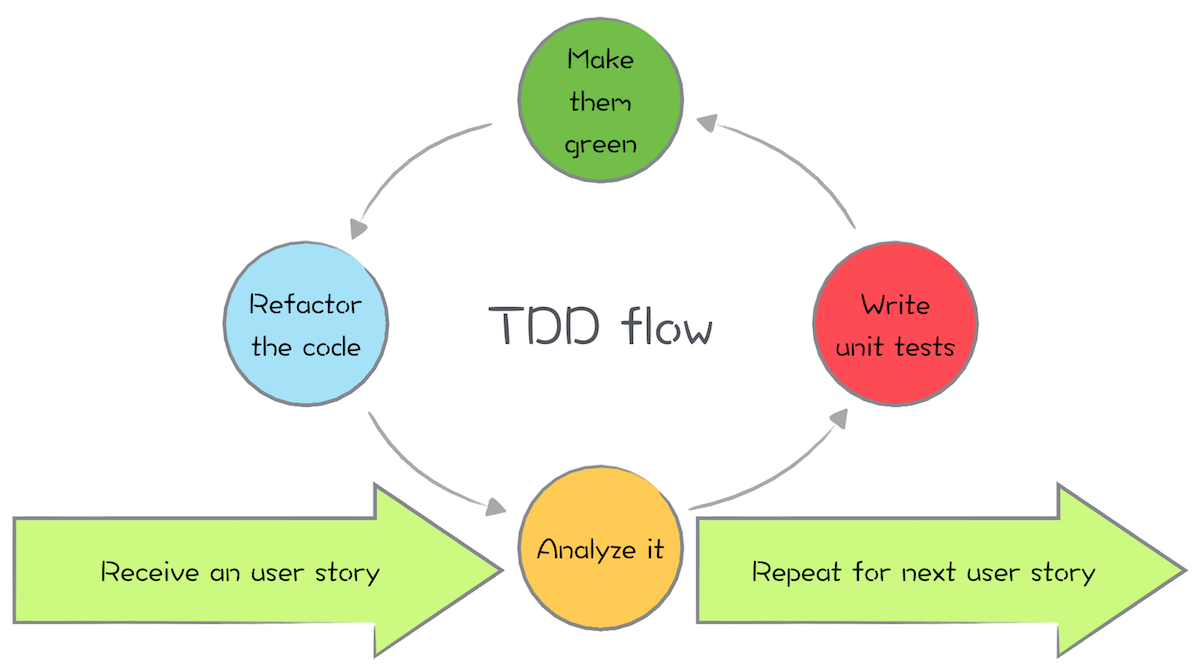 Make
them
green
Refactor
the code
TDD flow
Write
unit tests
Receive an user story
Analyze it
Repeat for next user story